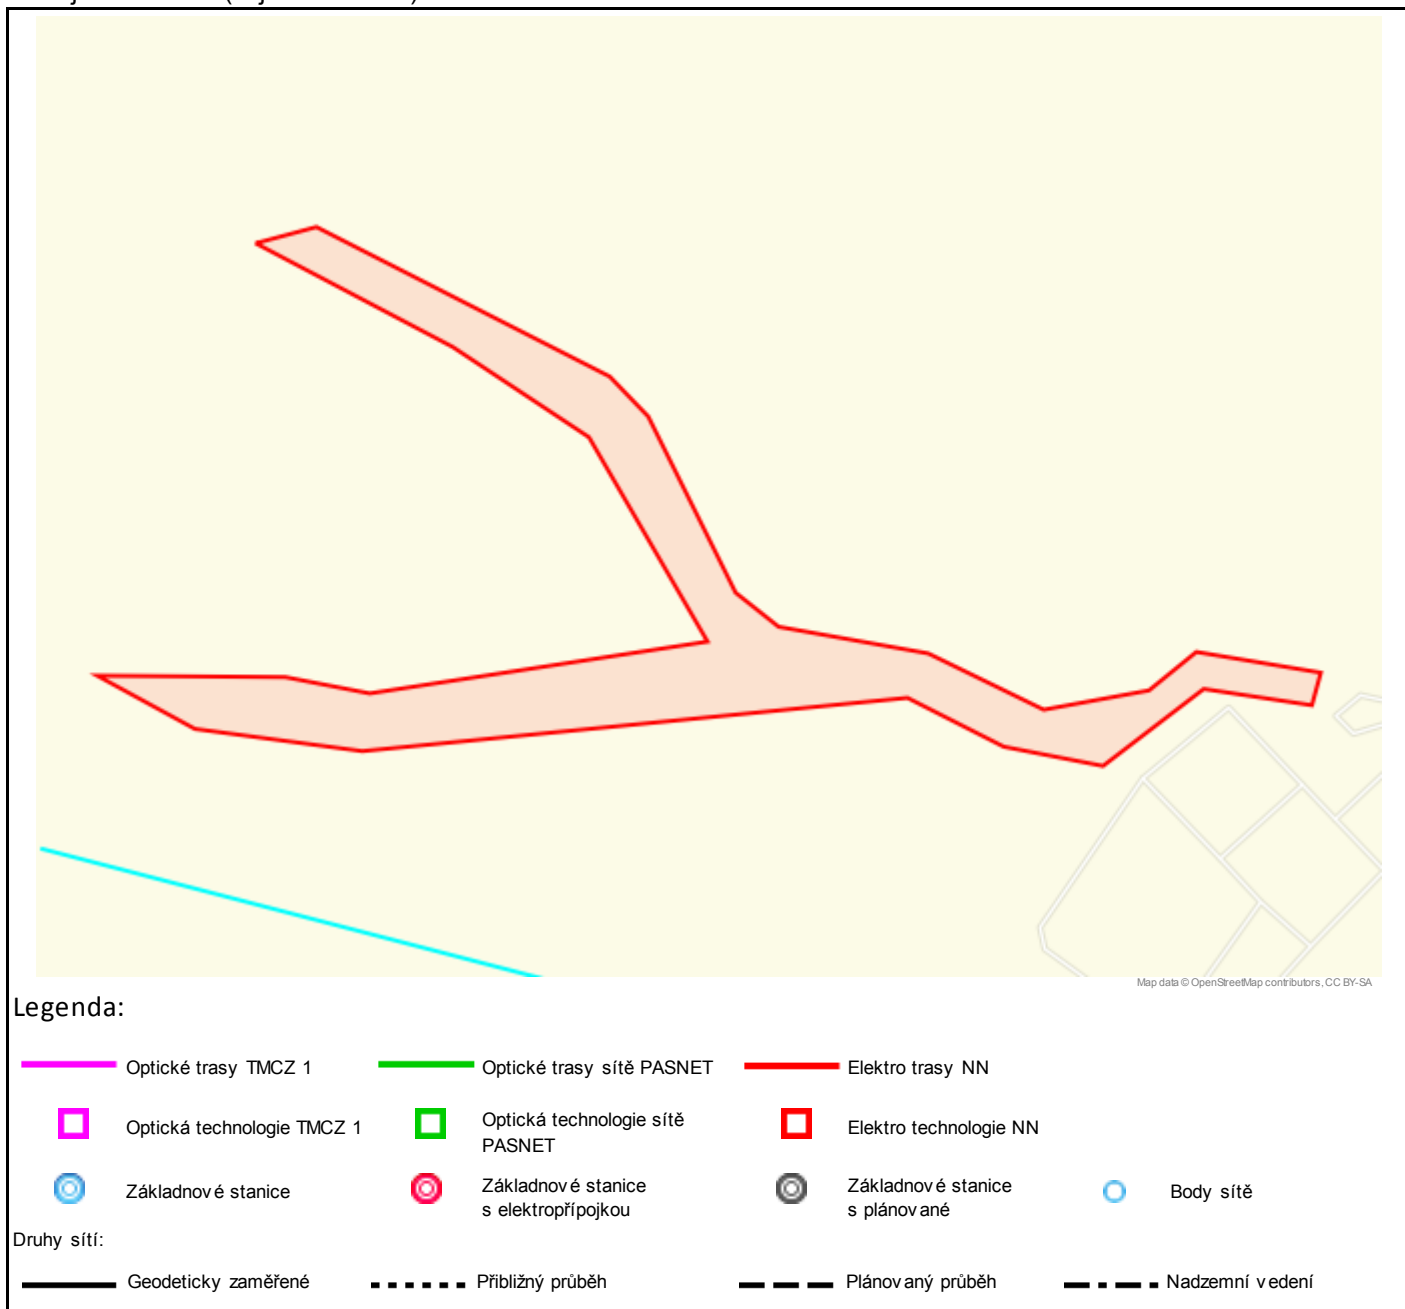 Map data © OpenStreetMap contributors, CC BY-SA
Legenda:
Optické trasy TMCZ 1
Optické trasy sítě PASNET
Elektro trasy NN
Optická technologie TMCZ 1
Optická technologie sítě
PASNET
Elektro technologie NN
Základnové stanice
Základnové stanice
s elektropřípojkou
Základnové stanice
s plánované
Body sítě
Druhy sítí:
Geodeticky zaměřené
Přibližný průběh
Plánovaný průběh
Nadzemní vedení